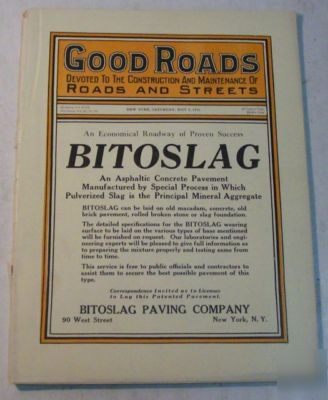 GOOD ROADS
DEVOTED TO THE CONSTRUCTION AND MAINTENANCE OF
ROADS AND STREETS
NEW YORK, SATURDAY, MAY
An Economical Roadway of Proven Success
BITOSLAG
An Asphaltic Concrete Pavement
Manufactured by Special Process in Which
Pulverized Slag is the Principal Mineral Aggregate
BITOSLAG can be laid on old macadam, concrete, old
brick pavement, rolled broken stone or slag foundation.
The detailed specifications for the BITOSLAG wearing
surface to be laid on the various types of base mentioned
will be furnished on request. Our laboratories and engi-
neering experts will be pleased to give full information as
to preparing the mixture properly and testing same from
time to time.
This service is free to public officials and contractors to
assist them to secure the best possible pavement of this
type.
Correspondence Invited as to Licenses
to Lay this Patented Pavement.
BITOSLAG PAVING COMPANY
90 West Street New York, N. Y.